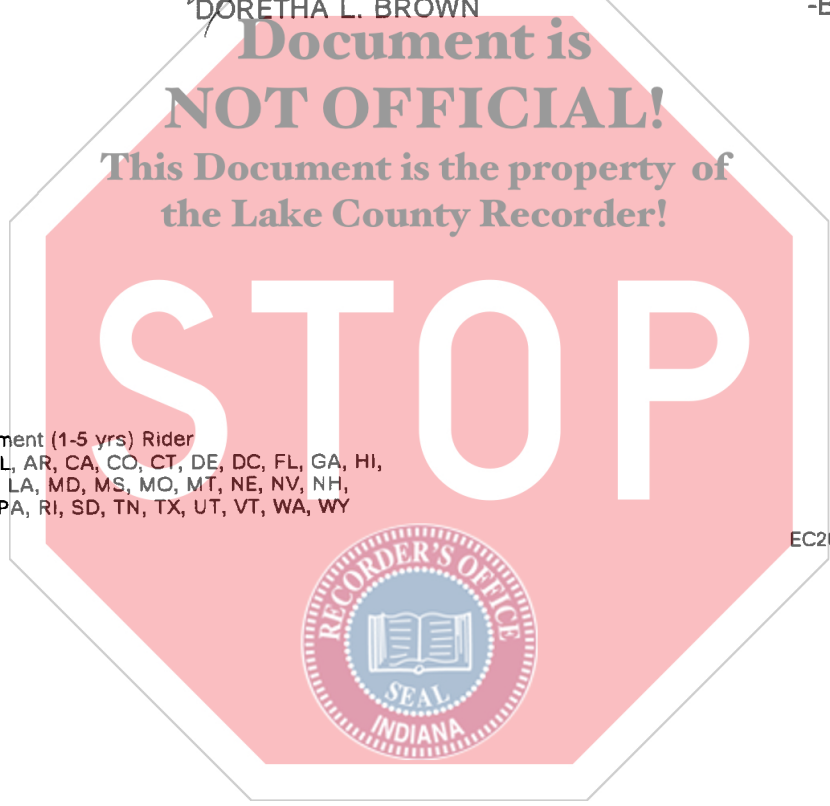 DORETHA L. BROWN
Document is
NOT OFFICIAL!
This Document is the property of
the Lake County Recorder!
STOP
ment (1-5 yrs) Rider
L, AR, CA, CO, CT, DE, DC, FL, GA, HI,
LA, MD, MS, MO, MT, NE, NV, NH,
PA, RI, SD, TN, TX, UT, VT, WA, WY
RECORDER'S OFFICE
SEAL
INDIANA